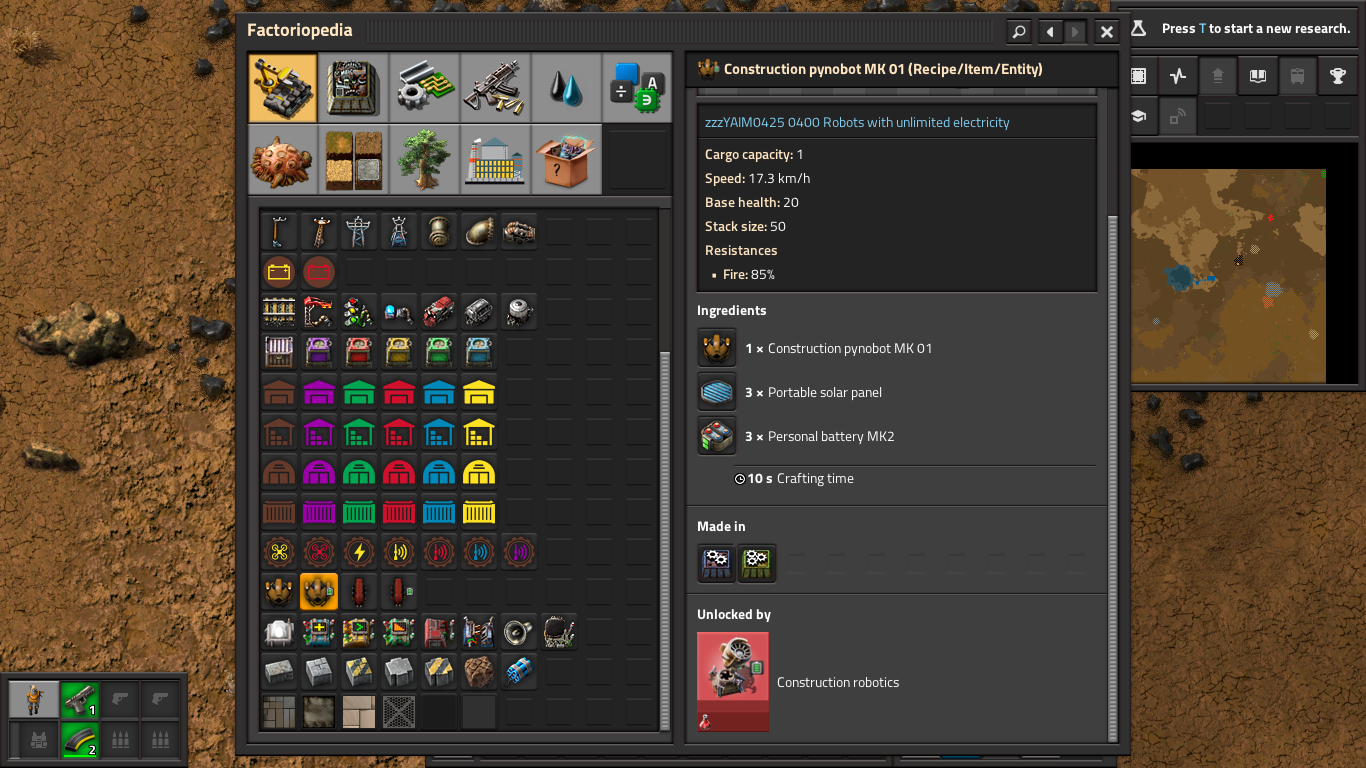 Factoriopedia
Press T to start a new research.
Construction pynobot MK 01 (Recipe/Item/Entity)
zzzYAIM0425 0400 Robots with unlimited electricity
Cargo capacity: 1
Speed: 17.3 km/h
Base health: 20
Stack size: 50
Resistances
▪ Fire: 85%
Ingredients
1 × Construction pynobot MK 01
3 × Portable solar panel
3 × Personal battery MK2
10 s Crafting time
Made in
Unlocked by
Construction robotics
A
?
1
2